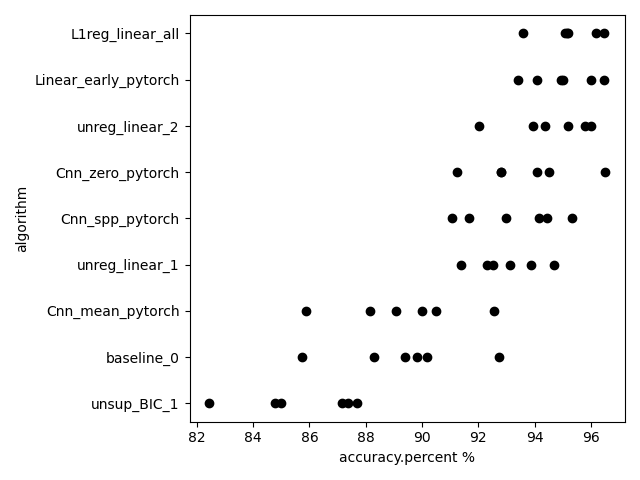 L1reg_linear_all
Linear_early_pytorch
unreg_linear_2
Cnn_zero_pytorch
Cnn_spp_pytorch
unreg_linear_1
Cnn_mean_pytorch
baseline_0
unsup_BIC_1
algorithm
82 84 86 88 90 92 94 96
accuracy.percent %